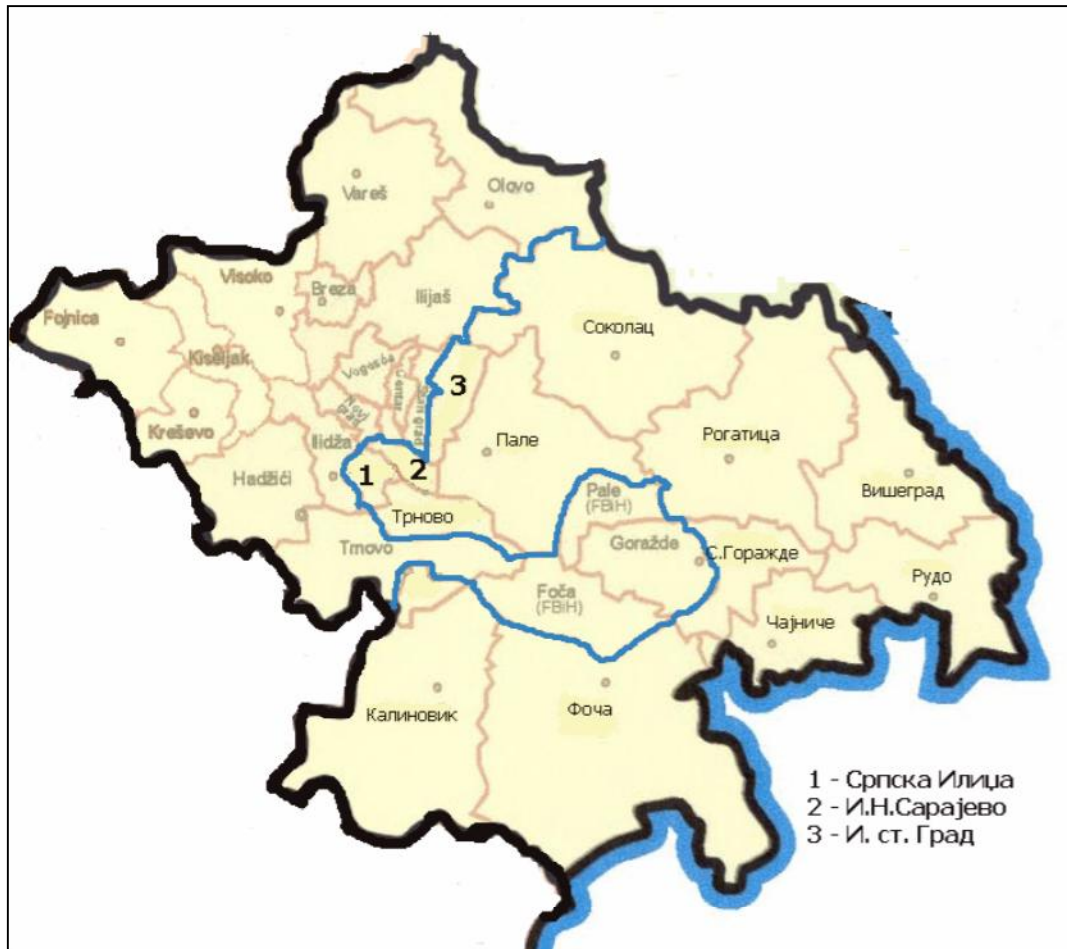 Vareš
Olovo
Visoko
Breza
Ilijaš
Fojnica
Kiseljak
Соколац
Vogošća
Centar
Stari grad
3
Novi
grad
Kreševo
Ilidža
Пале
Рогатица
Hadžići
1
2
Вишеград
Pale
(FBiH)
Трново
Trnovo
Goražde
С.Горажде
Foča
(FBiH)
Рудо
Чајниче
Калиновик
Фоча
1 - Српска Илиџа
2 - И.Н.Сарајево
3 - И. ст. Град